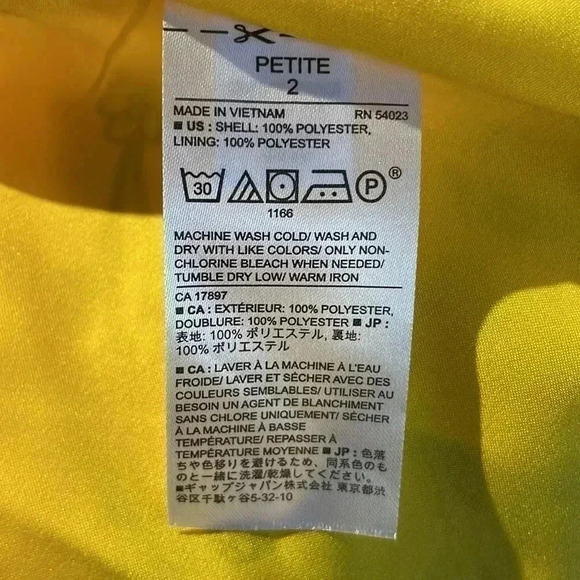 PETITE
2
MADE IN VIETNAM RN 54023
■ US : SHELL: 100% POLYESTER,
LINING: 100% POLYESTER
30 P ®
1166
MACHINE WASH COLD/ WASH AND
DRY WITH LIKE COLORS/ ONLY NON-
CHLORINE BLEACH WHEN NEEDED/
TUMBLE DRY LOW/ WARM IRON
CA 17897
■ CA : EXTÉRIEUR: 100% POLYESTER,
DOUBLURE: 100% POLYESTER ■ JP :
表地: 100% ポリエステル, 裏地:
100% ポリエステル
■ CA : LAVER À LA MACHINE À L'EAU
FROIDE/ LAVER ET SÉCHER AVEC DES
COULEURS SEMBLABLES/ UTILISER AU
BESOIN UN AGENT DE BLANCHIMENT
SANS CHLORE UNIQUEMENT/ SÉCHER
À LA MACHINE À BASSE
TEMPÉRATURE/ REPASSER À
TEMPÉRATURE MOYENNE ■ JP : 色落
ちや色移りを避けるため、同系色のも
のと一緒に洗濯/乾燥してください
■ギャップジャパン株式会社 東京都渋
谷区千駄ヶ谷5-32-10